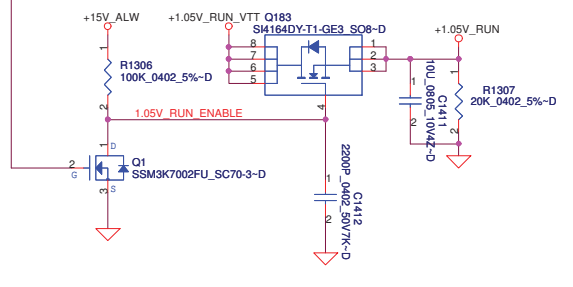 +15V_ALW
+1.05V_RUN_VTT
Q183
SI4164DY-T1-GE3_SO8~D
+1.05V_RUN
8
7
6
5
1
2
3
4
1
R1306
100K_0402_5%~D
2
1.05V_RUN_ENABLE
1
C1411
10U_0805_10V4Z~D
2
1
R1307
20K_0402_5%~D
2
1
D
2
G
Q1
SSM3K7002FU_SC70-3~D
3
S
1
C1412
2200P_0402_50V7K~D
2